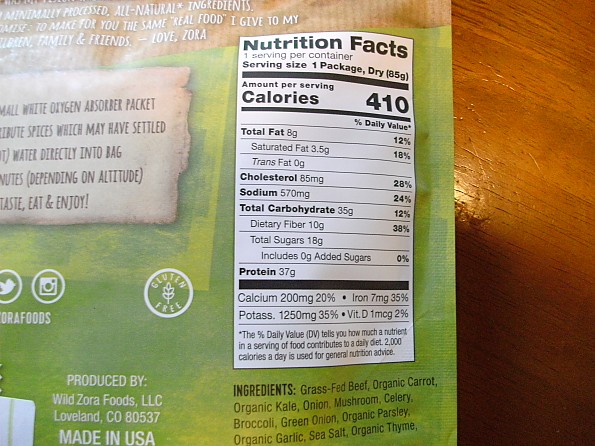 MINIMALLY PROCESSED, ALL-NATURAL* INGREDIENTS.
TO MAKE FOR YOU THE SAME "REAL FOOD" I GIVE TO MY
FAMILY & FRIENDS. — LOVE, ZORA
SMALL WHITE OXYGEN ABSORBER PACKET
SPICES WHICH MAY HAVE SETTLED
WATER DIRECTLY INTO BAG
(DEPENDING ON ALTITUDE)
TASTE, EAT & ENJOY!
GLUTEN
FREE
ZORAFOODS
PRODUCED BY:
Wild Zora Foods, LLC
Loveland, CO 80537
MADE IN USA
Nutrition Facts
1 serving per container
Serving size 1 Package, Dry (85g)
Amount per serving
Calories 410
% Daily Value*
Total Fat 8g 12%
Saturated Fat 3.5g 18%
Trans Fat 0g
Cholesterol 85mg 28%
Sodium 570mg 24%
Total Carbohydrate 35g 12%
Dietary Fiber 10g 38%
Total Sugars 18g
Includes 0g Added Sugars 0%
Protein 37g
Calcium 200mg 20% • Iron 7mg 35%
Potass. 1250mg 35% • Vit. D 1mcg 2%
*The % Daily Value (DV) tells you how much a nutrient
in a serving of food contributes to a daily diet. 2,000
calories a day is used for general nutrition advice.
INGREDIENTS: Grass-Fed Beef, Organic Carrot,
Organic Kale, Onion, Mushroom, Celery,
Broccoli, Green Onion, Organic Parsley,
Organic Garlic, Sea Salt, Organic Thyme,